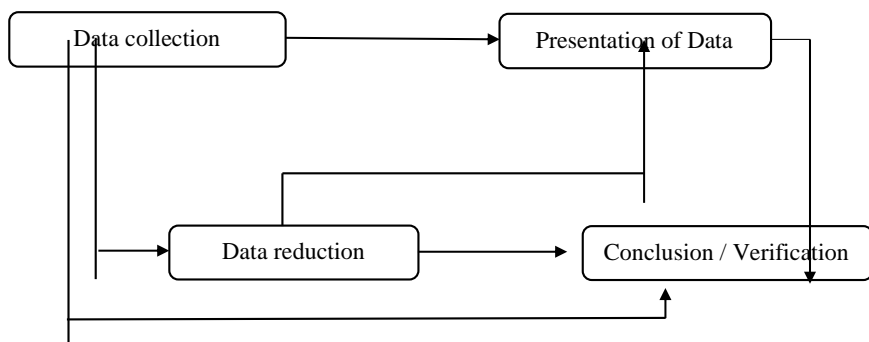 Data collection
Presentation of Data
Data reduction
Conclusion / Verification